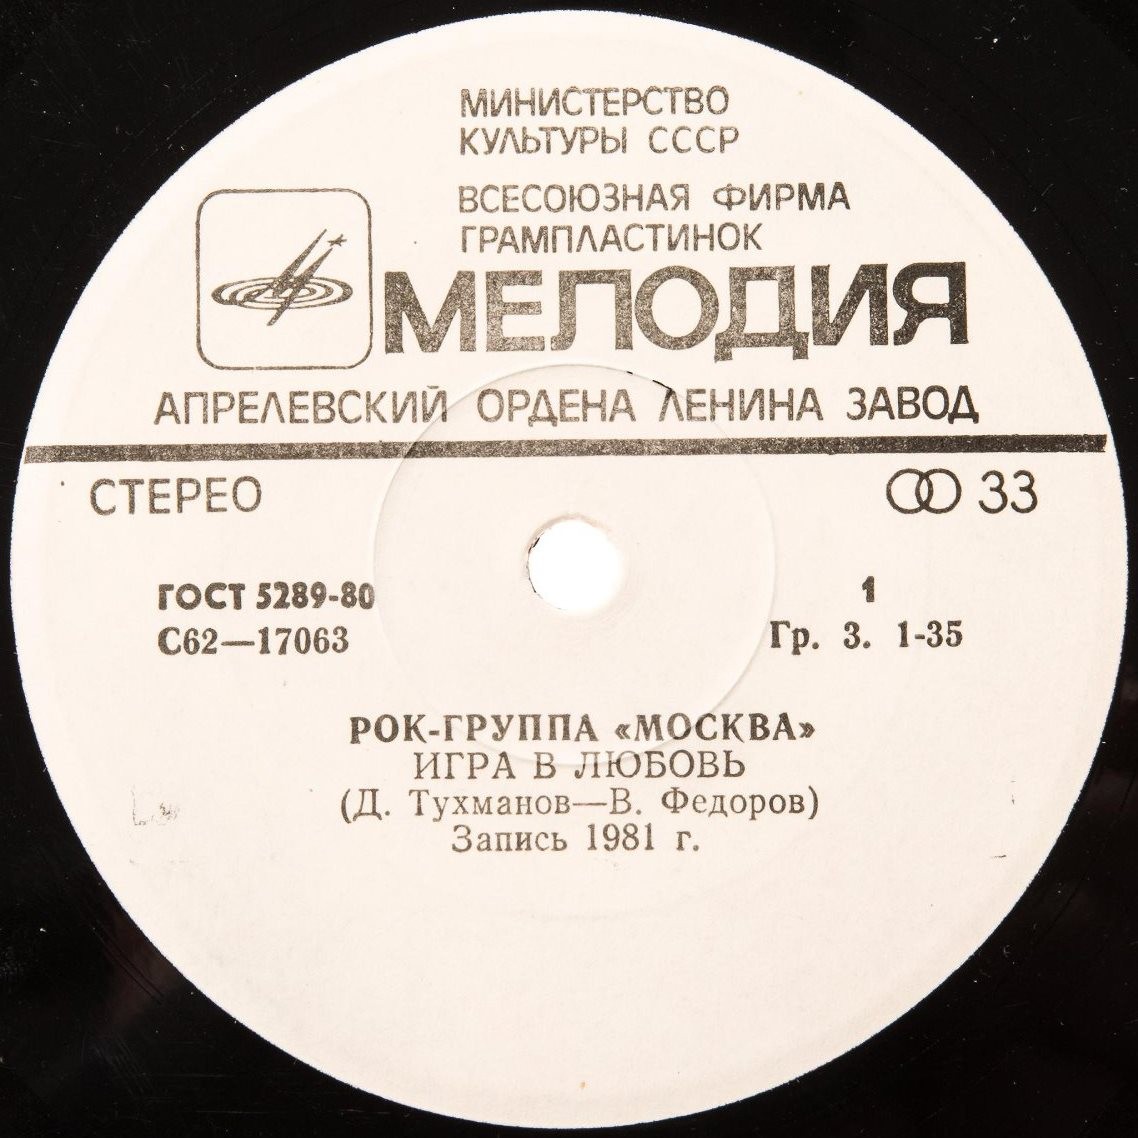 МИНИСТЕРСТВО
КУЛЬТУРЫ СССР
ВСЕСОЮЗНАЯ ФИРМА
ГРАМПЛАСТИНОК
МЕЛОДИЯ
АПРЕЛЕВСКИЙ ОРДЕНА ЛЕНИНА ЗАВОД
СТЕРЕО 33
ГОСТ 5289-80 1
С62—17063 Гр. 3. 1-35
РОК-ГРУППА «МОСКВА»
ИГРА В ЛЮБОВЬ
(Д. Тухманов—В. Федоров)
Запись 1981 г.